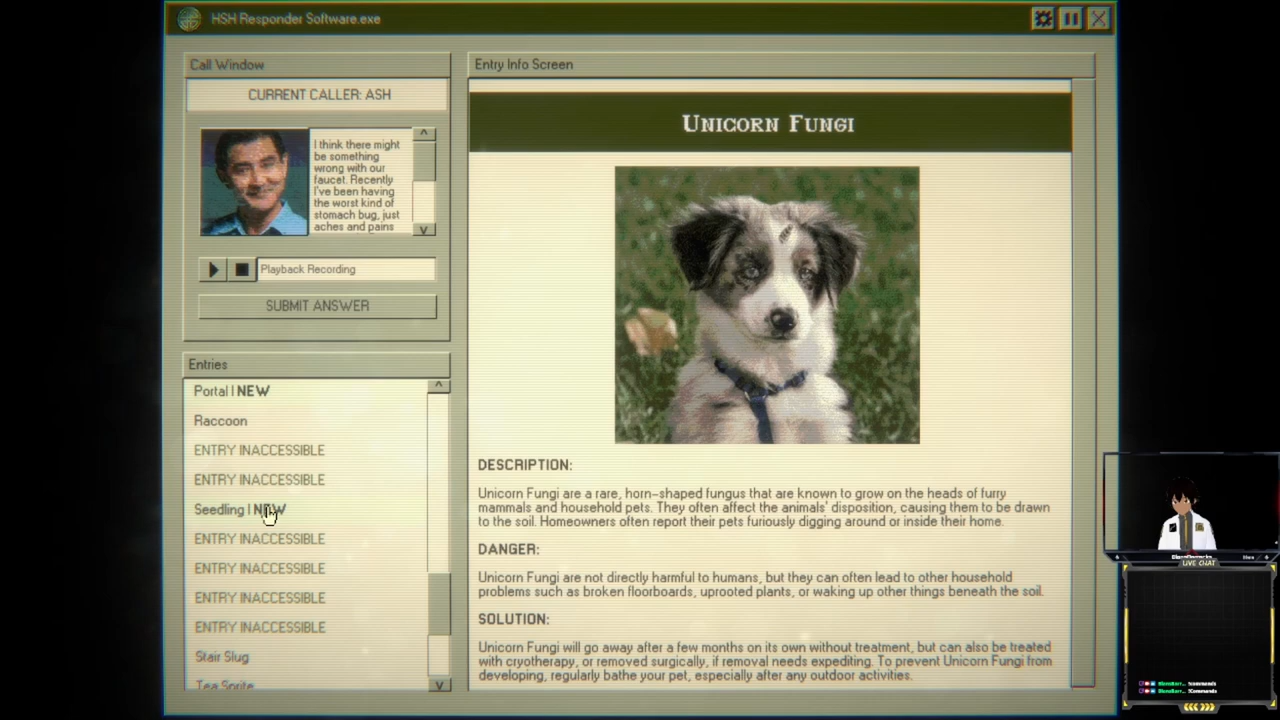 HSH Responder Software.exe
Call Window
CURRENT CALLER: ASH
I think there might
be something
wrong with our
faucet. Recently
I've been having
the worst kind of
stomach bug, just
aches and pains
Playback Recording
SUBMIT ANSWER
Entries
Portal | NEW
Raccoon
ENTRY INACCESSIBLE
ENTRY INACCESSIBLE
Seedling | NEW
ENTRY INACCESSIBLE
ENTRY INACCESSIBLE
ENTRY INACCESSIBLE
ENTRY INACCESSIBLE
Stair Slug
Tea Sprite
Entry Info Screen
UNICORN FUNGI
DESCRIPTION:
Unicorn Fungi are a rare, horn-shaped fungus that are known to grow on the heads of furry
mammals and household pets. They often affect the animals' disposition, causing them to be drawn
to the soil. Homeowners often report their pets furiously digging around or inside their home.
DANGER:
Unicorn Fungi are not directly harmful to humans, but they can often lead to other household
problems such as broken floorboards, uprooted plants, or waking up other things beneath the soil.
SOLUTION:
Unicorn Fungi will go away after a few months on its own without treatment, but can also be treated
with cryotherapy, or removed surgically, if removal needs expediting. To prevent Unicorn Fungi from
developing, regularly bathe your pet, especially after any outdoor activities.
LIVE CHAT